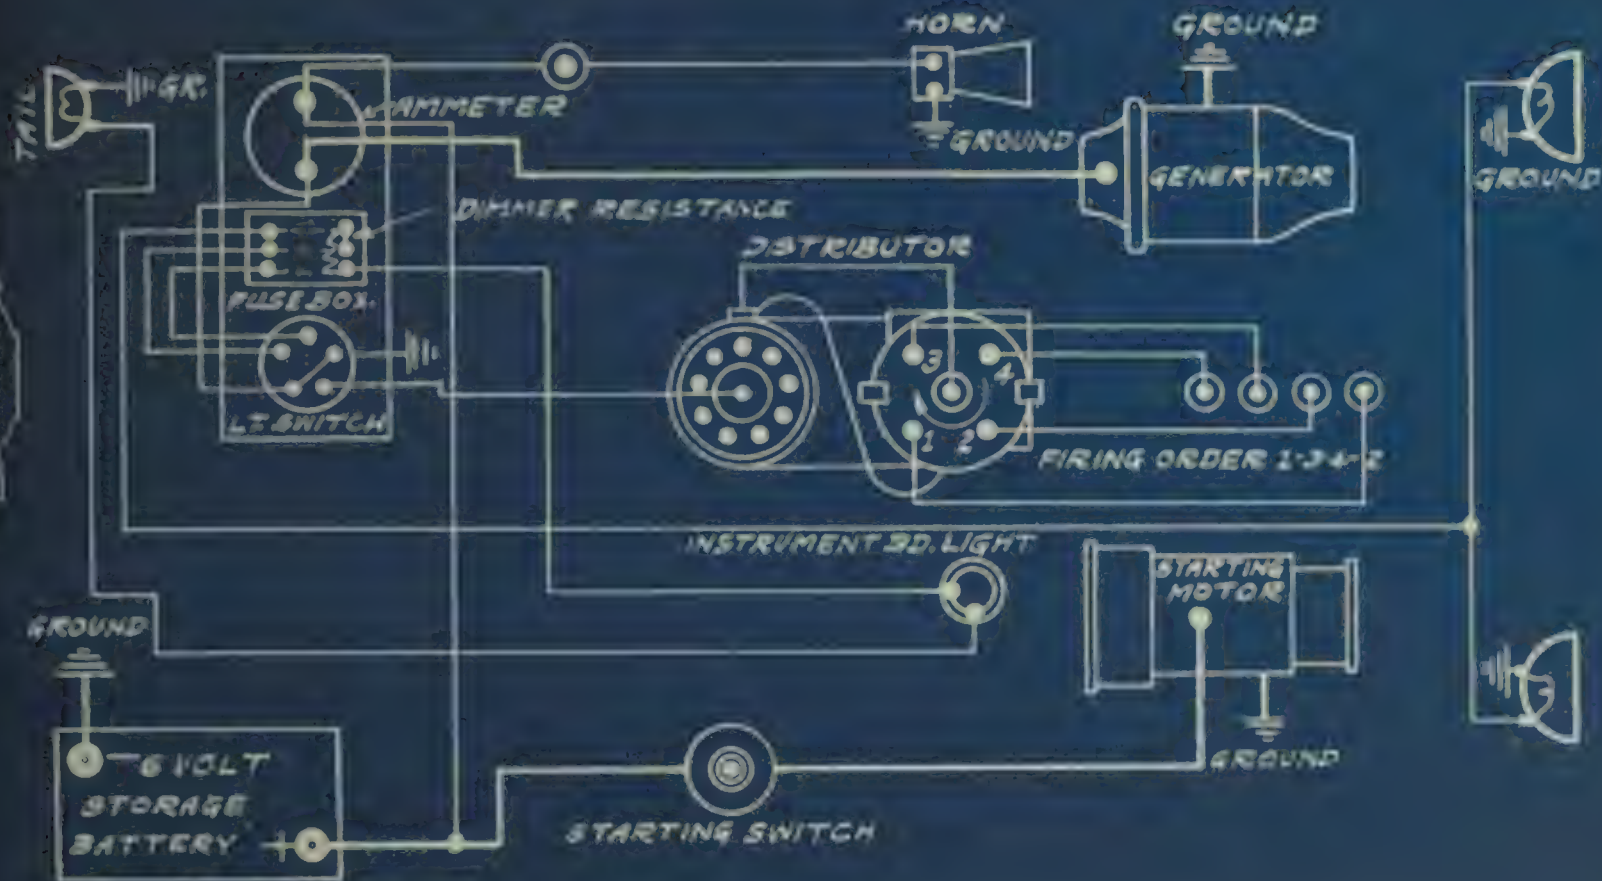 HORN
GROUND
TAIL
GR.
AMMETER
GROUND
GENERATOR
GROUND
DIMMER RESISTANCE
DISTRIBUTOR
FUSE BOX.
3
4
LT. SWITCH
1
2
FIRING ORDER 1-3-4-2
INSTRUMENT BD. LIGHT
STARTING
MOTOR
GROUND
GROUND
6 VOLT
STORAGE
BATTERY +
STARTING SWITCH